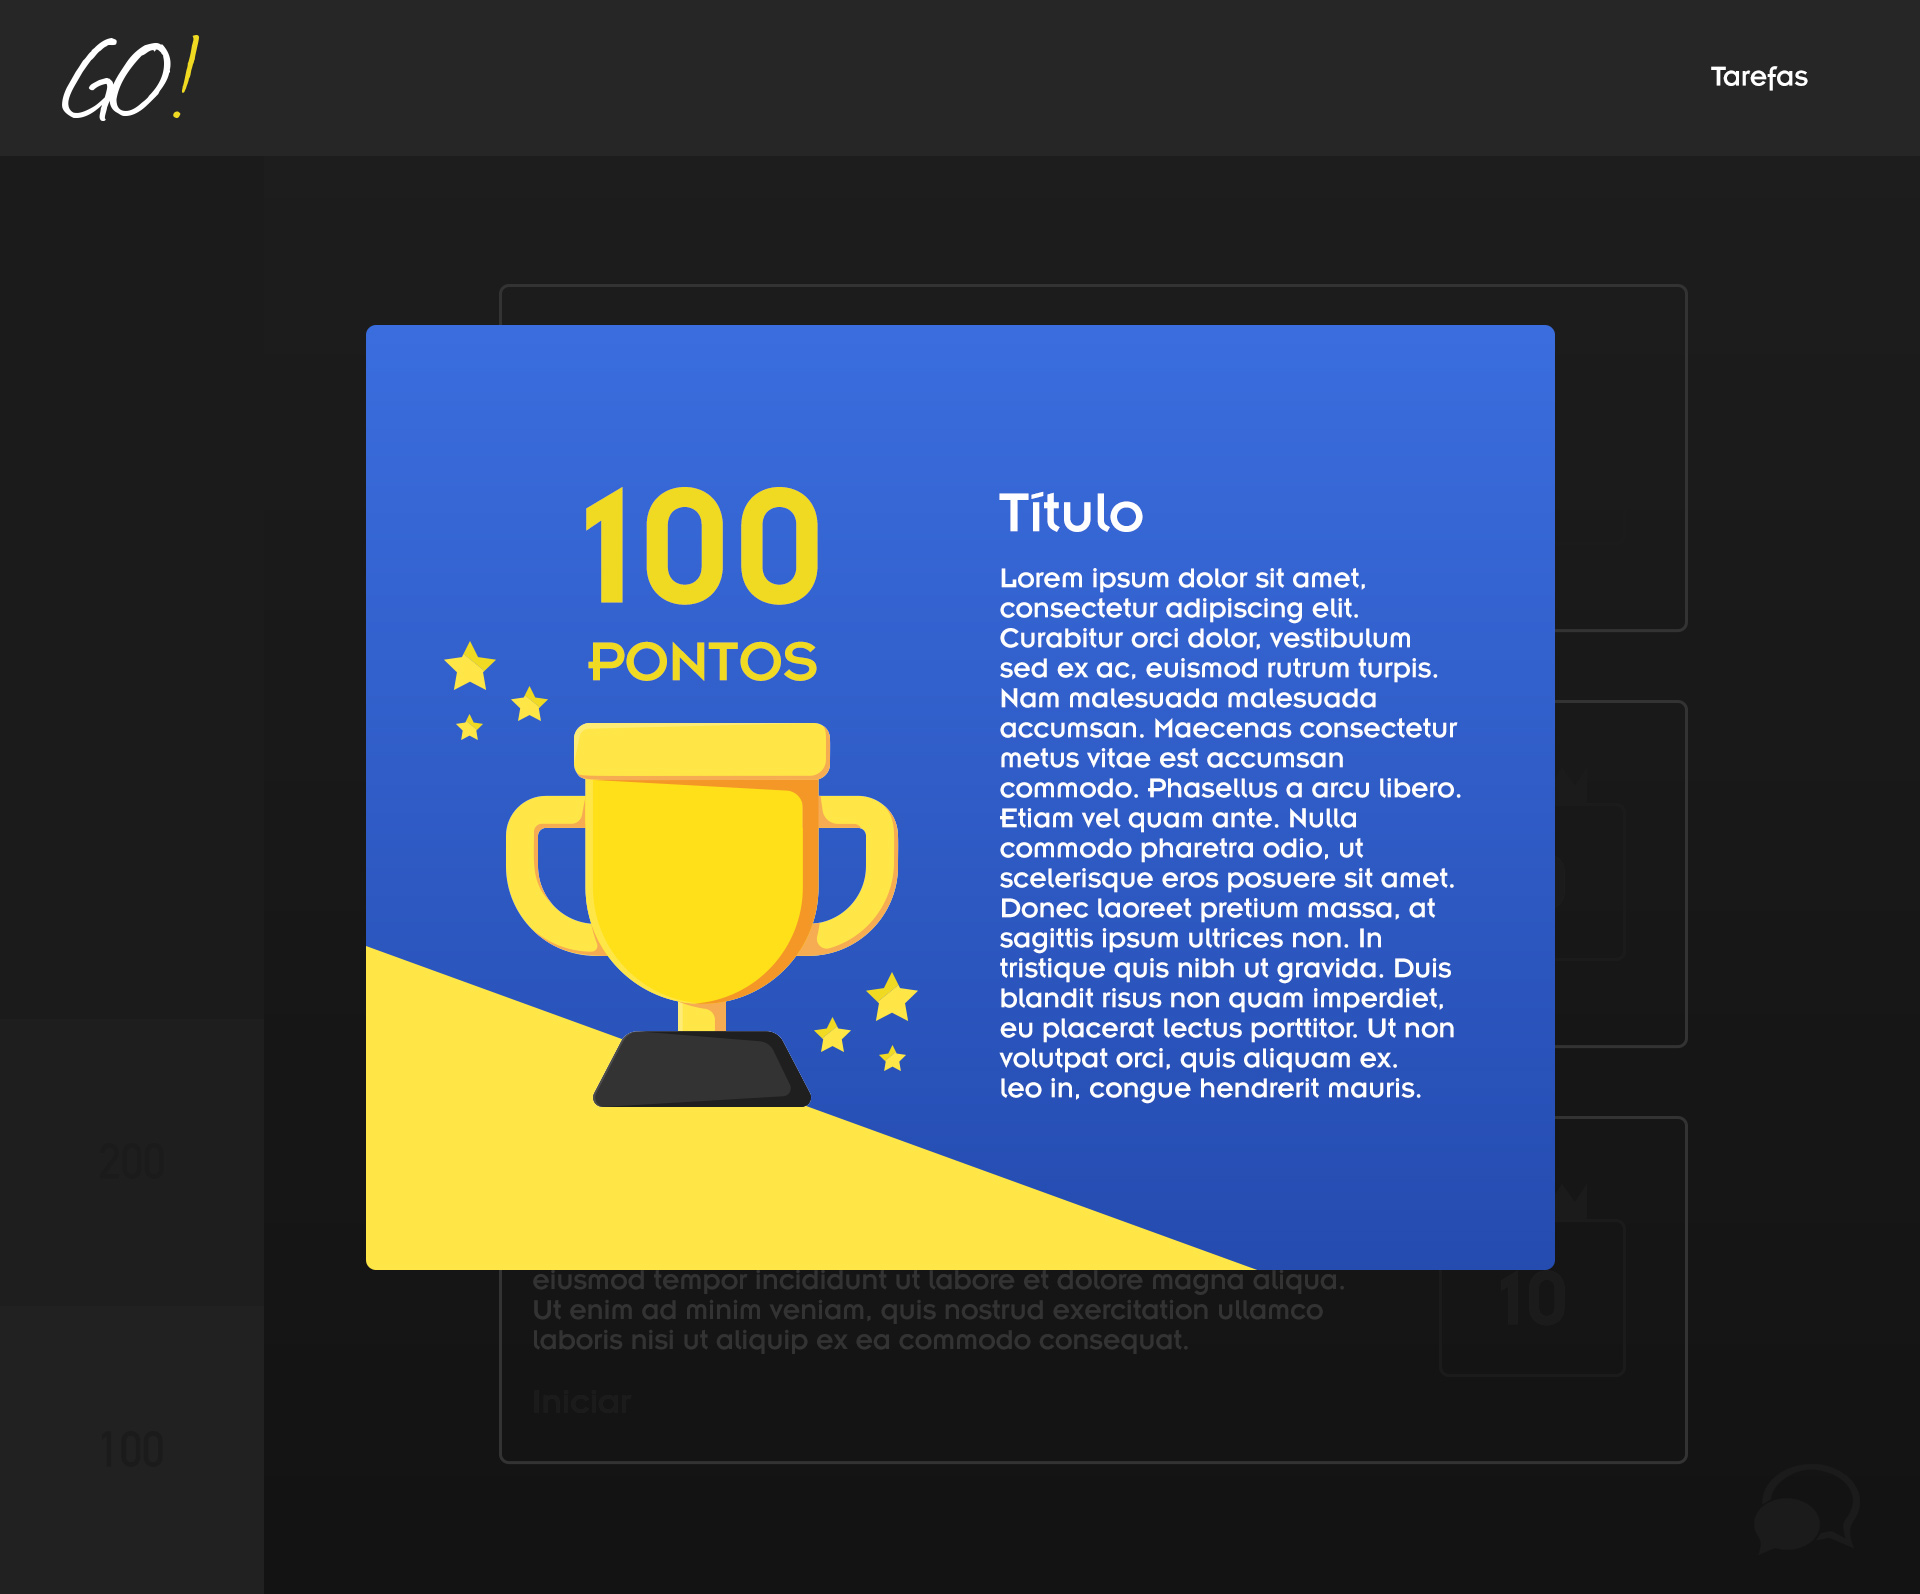 GO!
Tarefas
100
PONTOS
Título
Lorem ipsum dolor sit amet,
consectetur adipiscing elit.
Curabitur orci dolor, vestibulum
sed ex ac, euismod rutrum turpis.
Nam malesuada malesuada
accumsan. Maecenas consectetur
metus vitae est accumsan
commodo. Phasellus a arcu libero.
Etiam vel quam ante. Nulla
commodo pharetra odio, ut
scelerisque eros posuere sit amet.
Donec laoreet pretium massa, at
sagittis ipsum ultrices non. In
tristique quis nibh ut gravida. Duis
blandit risus non quam imperdiet,
eu placerat lectus porttitor. Ut non
volutpat orci, quis aliquam ex.
leo in, congue hendrerit mauris.
200
100
eiusmod tempor incididunt ut labore et dolore magna aliqua.
Ut enim ad minim veniam, quis nostrud exercitation ullamco
laboris nisi ut aliquip ex ea commodo consequat.
Iniciar
10